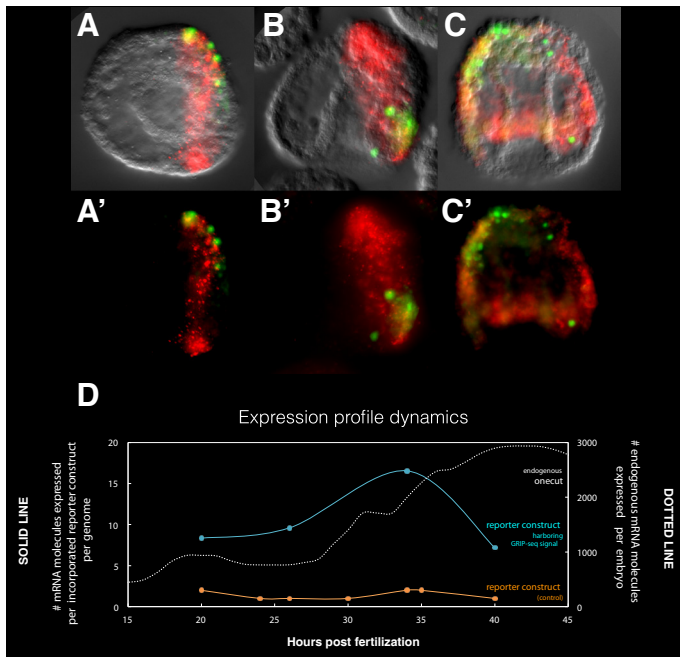 A
B
C
A'
B'
C'
D
Expression profile dynamics
SOLID LINE
# mRNA molecules expressed
per incorporated reporter construct
per genome
20
15
10
5
0
endogenous
onecut
reporter construct
harboring
GRIP-seq signal
reporter construct
(control)
3000
2000
1000
0
# endogenous mRNA molecules
expressed per embryo
DOTTED LINE
15 20 25 30 35 40 45
Hours post fertilization